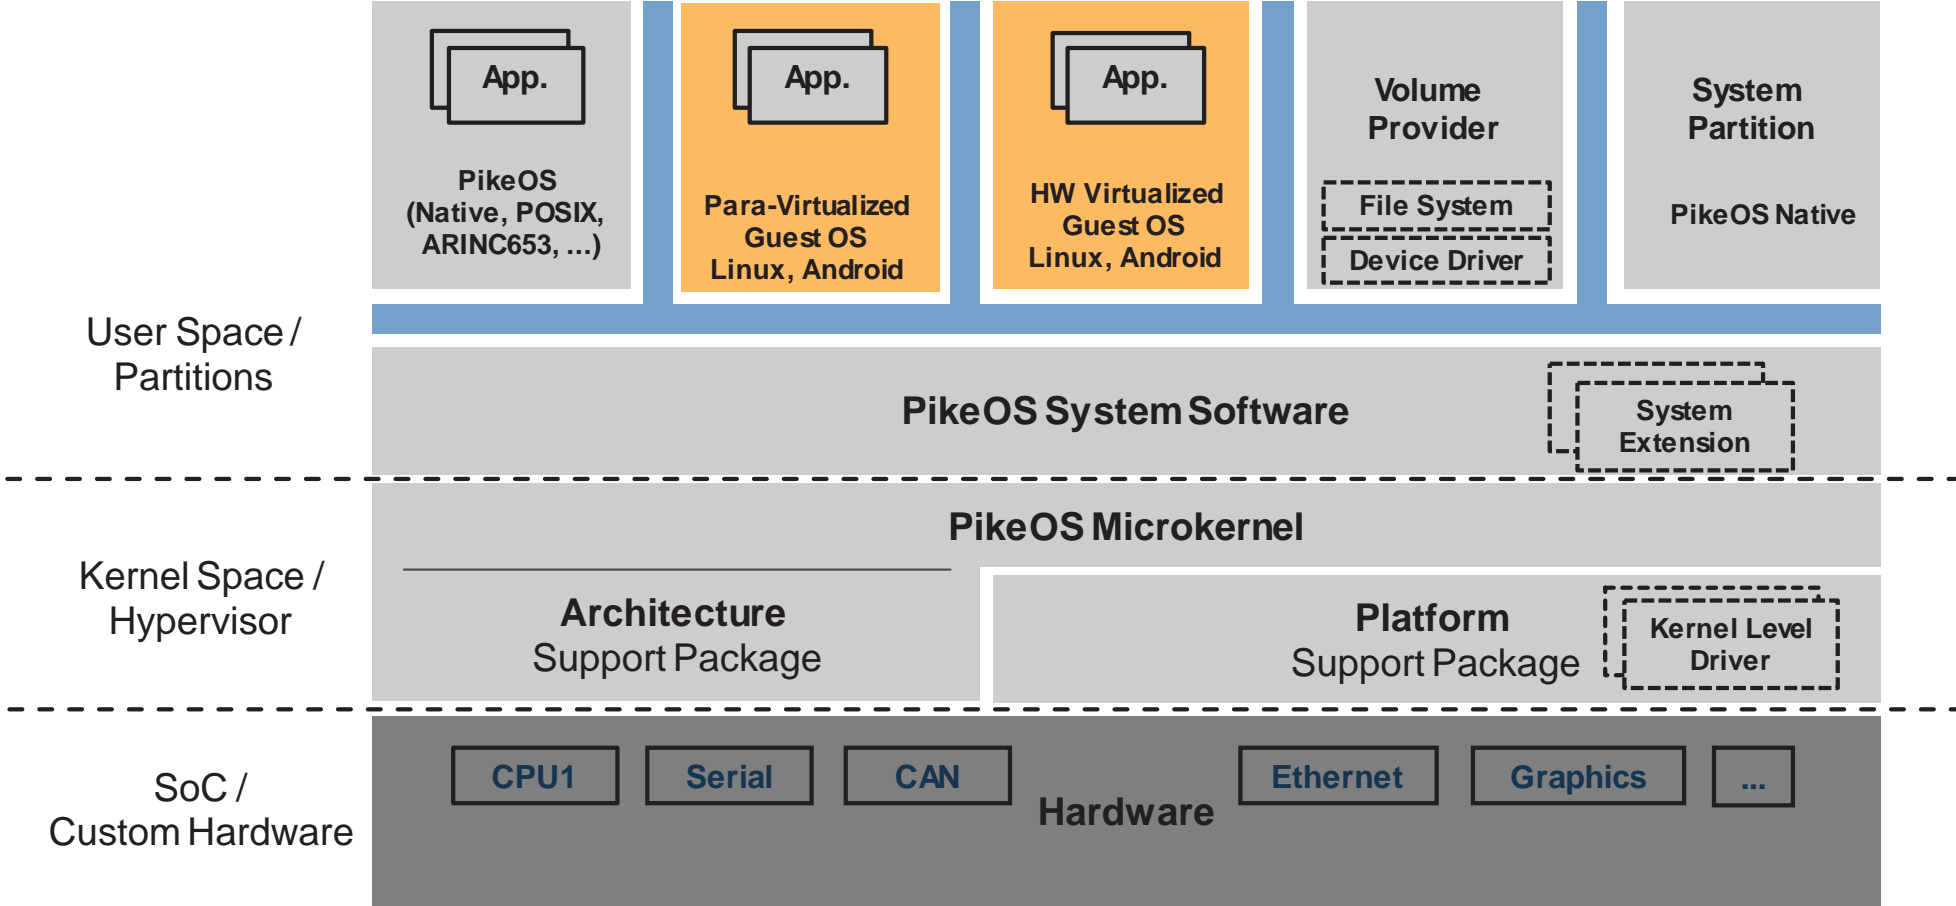 App.
PikeOS
(Native, POSIX,
ARINC653, ...)
App.
Para-Virtualized
Guest OS
Linux, Android
App.
HW Virtualized
Guest OS
Linux, Android
Volume
Provider
File System
Device Driver
System
Partition
PikeOS Native
User Space /
Partitions
PikeOS System Software
System
Extension
Kernel Space /
Hypervisor
PikeOS Microkernel
Architecture
Support Package
Platform
Support Package
Kernel Level
Driver
SoC /
Custom Hardware
CPU1
Serial
CAN
Hardware
Ethernet
Graphics
...